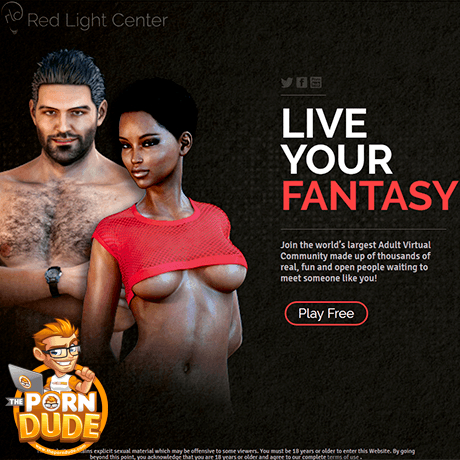 rlc Red Light Center
LIVE
YOUR
FANTASY
Join the world's largest Adult Virtual
Community made up of thousands of
real, fun and open people waiting to
meet someone like you!
Play Free
THE
PORN
DUDE
explicit sexual material which may be offensive to some viewers. You must be 18 years or older to enter this Website. By going
beyond this point, you acknowledge that you are 18 years or older and agree to our complete terms of use.